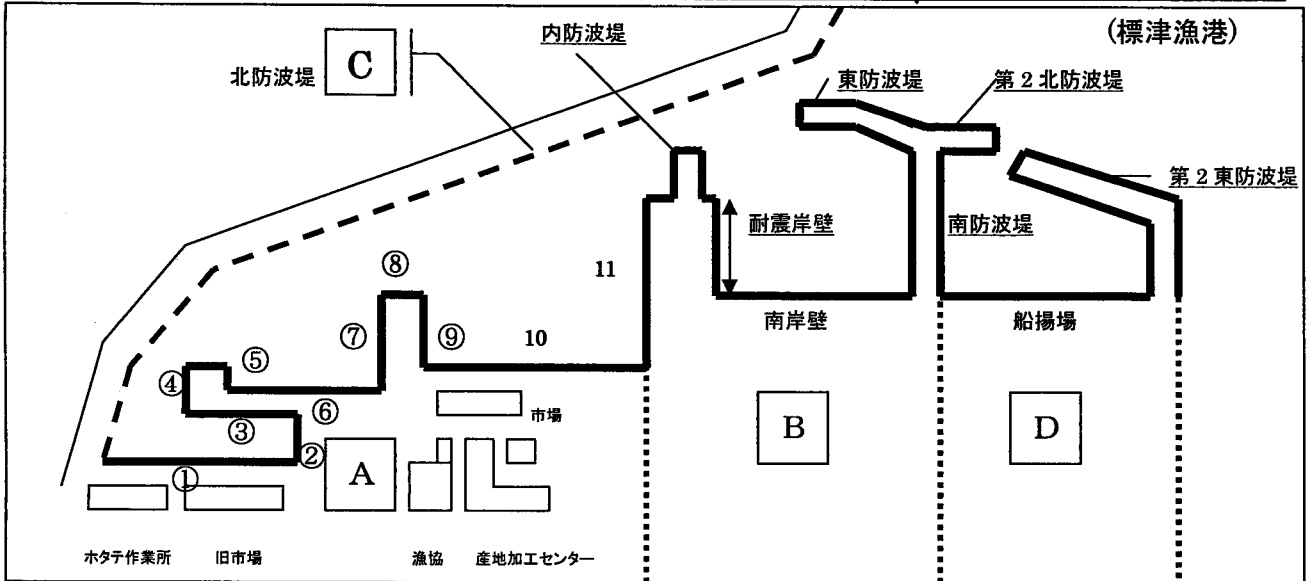 (標津漁港)
内防波堤
北防波堤
C
東防波堤
第2北防波堤
第2東防波堤
耐震岸壁
南防波堤
⑧
11
南岸壁
船揚場
⑦
⑨
10
⑤
④
⑥
市場
③
B
D
②
A
①
ホタテ作業所
旧市場
漁協
産地加工センター